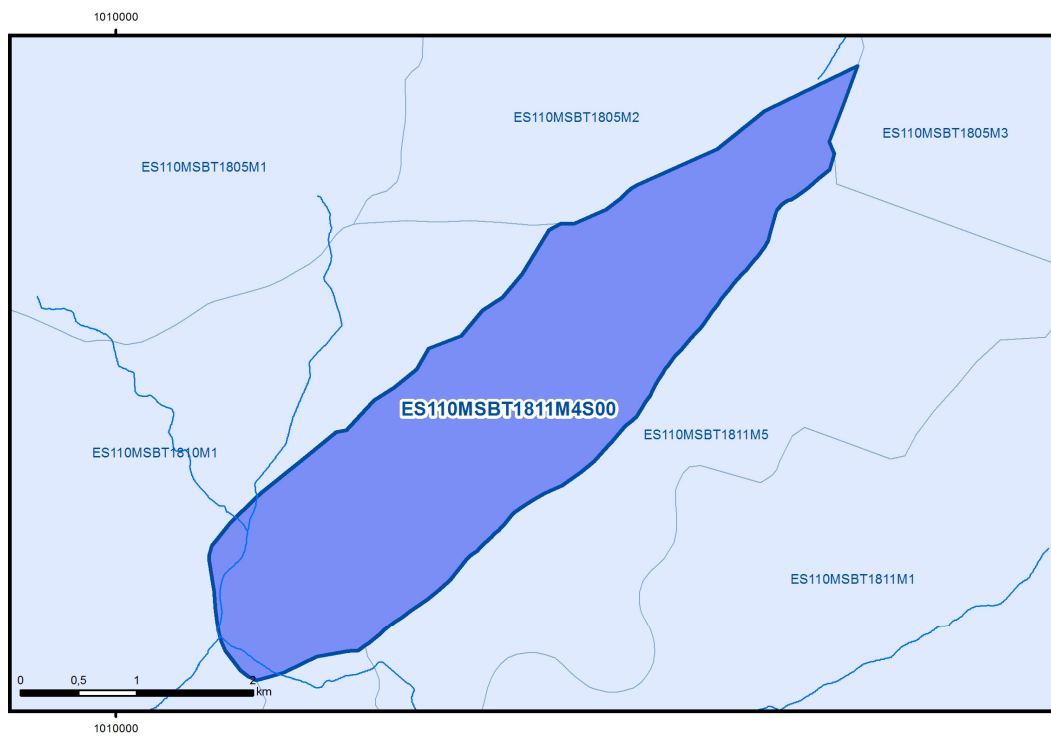 1010000
ES110MSBT1805M2
ES110MSBT1805M3
ES110MSBT1805M1
ES110MSBT1811M4S00
ES110MSBT1811M5
ES110MSBT1810M1
ES110MSBT1811M1
0 0,5 1 2
km
1010000